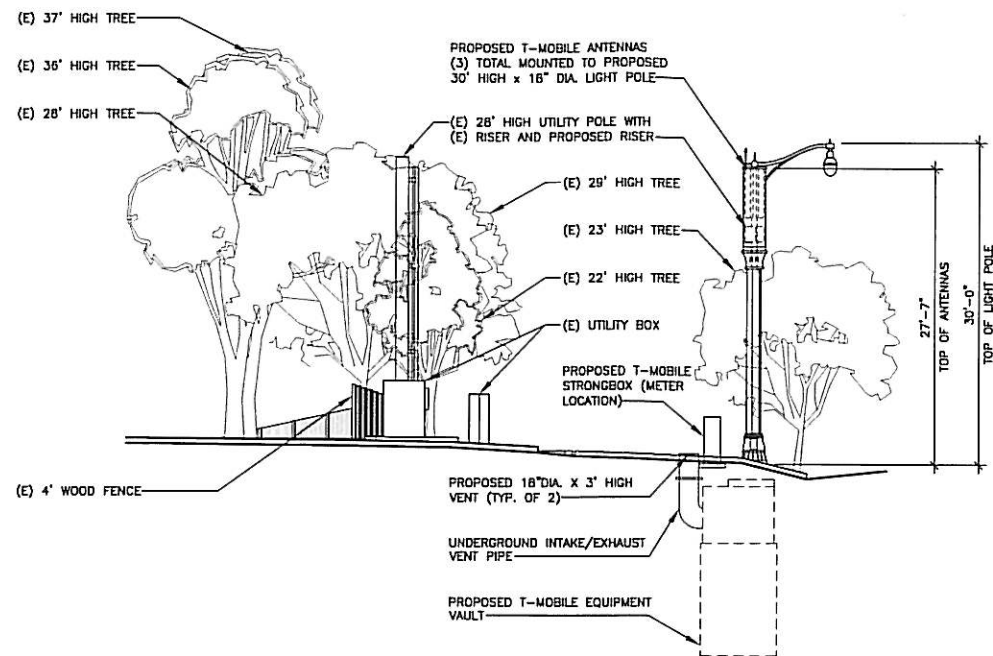 (E) 37' HIGH TREE
(E) 36' HIGH TREE
(E) 28' HIGH TREE
PROPOSED T-MOBILE ANTENNAS
(3) TOTAL MOUNTED TO PROPOSED
30' HIGH x 16" DIA. LIGHT POLE
(E) 28' HIGH UTILITY POLE WITH
(E) RISER AND PROPOSED RISER
(E) 29' HIGH TREE
(E) 23' HIGH TREE
(E) 22' HIGH TREE
(E) UTILITY BOX
PROPOSED T-MOBILE
STRONGBOX (METER
LOCATION)
27'-7"
TOP OF ANTENNAS
30'-0"
TOP OF LIGHT POLE
(E) 4' WOOD FENCE
PROPOSED 18"DIA. X 3' HIGH
VENT (TYP. OF 2)
UNDERGROUND INTAKE/EXHAUST
VENT PIPE
PROPOSED T-MOBILE EQUIPMENT
VAULT